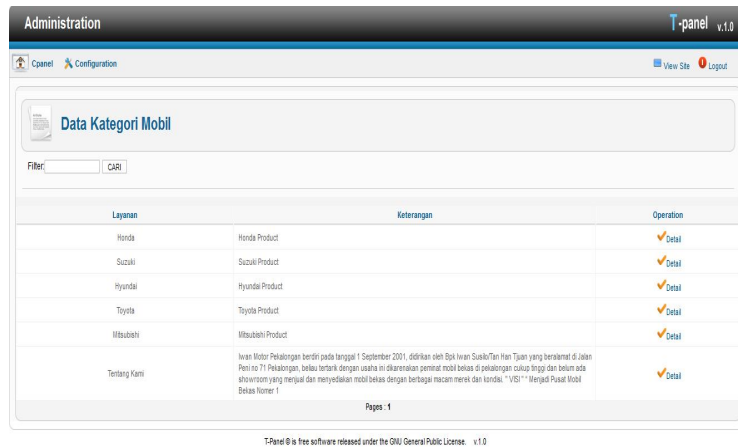 Administration
T-panel v.1.0
Cpanel Configuration
View Site Logout
Data Kategori Mobil
Filter: CARI
Layanan Keterangan Operation
Honda Honda Product Detail
Suzuki Suzuki Product Detail
Hyundai Hyundai Product Detail
Toyota Toyota Product Detail
Mitsubishi Mitsubishi Product Detail
Iwan Motor Pekalongan berdiri pada tanggal 1 September 2001, didirikan oleh Bpk Iwan Susilo/Tan Han Tjuan yang beralamat di Jalan
Peni no 71 Pekalongan, beliau tertarik dengan usaha ini dikarenakan peminat mobil bekas di pekalongan cukup tinggi dan belum ada
Tentang Kami Detail
showroom yang menjual dan menyediakan mobil bekas dengan berbagai macam merek dan kondisi. " VISI " " Menjadi Pusat Mobil
Bekas Nomer 1
Pages : 1
T-Panel © is free software released under the GNU General Public License. v.1.0